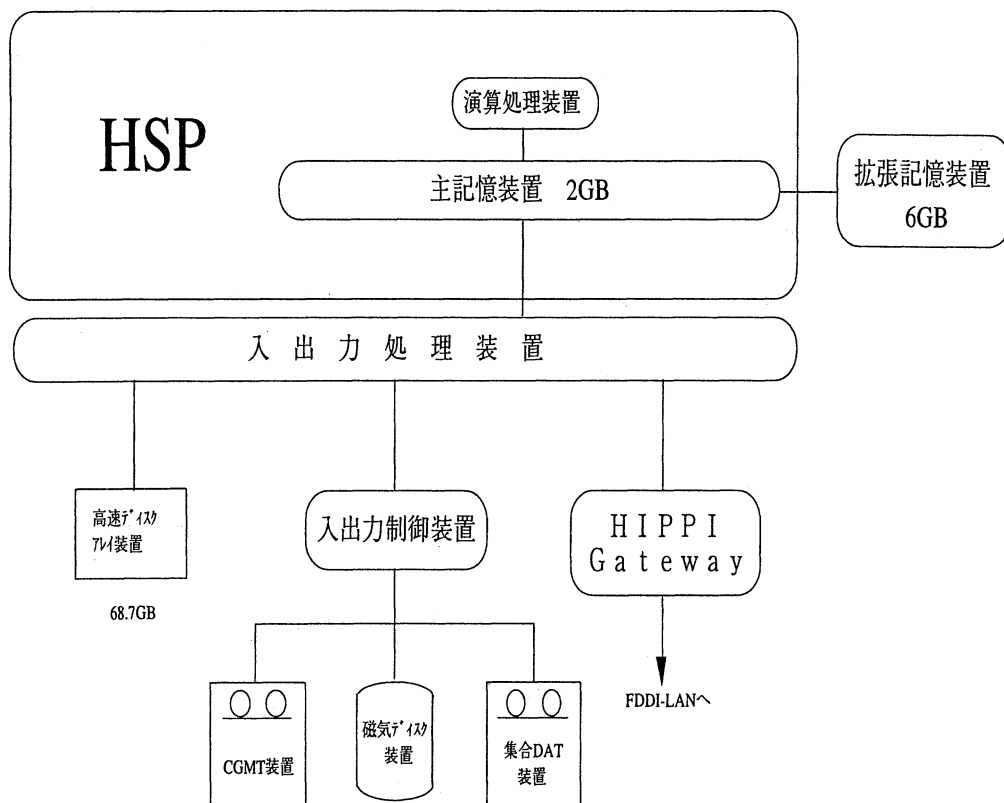 演算処理装置
HSP
主記憶装置 2GB
拡張記憶装置
6GB
入出力処理装置
高速ディスク
アレイ装置
68.7GB
入出力制御装置
HIPPI
Gateway
FDDI-LANへ
CGMT装置
磁気ディスク
装置
集合DAT
装置